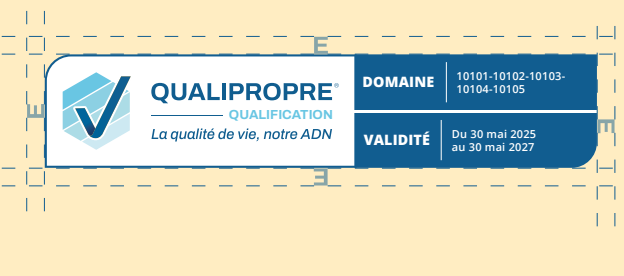 E
QUALIPROPRE®
QUALIFICATION
La qualité de vie, notre ADN
DOMAINE
10101-10102-10103-
10104-10105
VALIDITÉ
Du 30 mai 2025
au 30 mai 2027
E
E
E